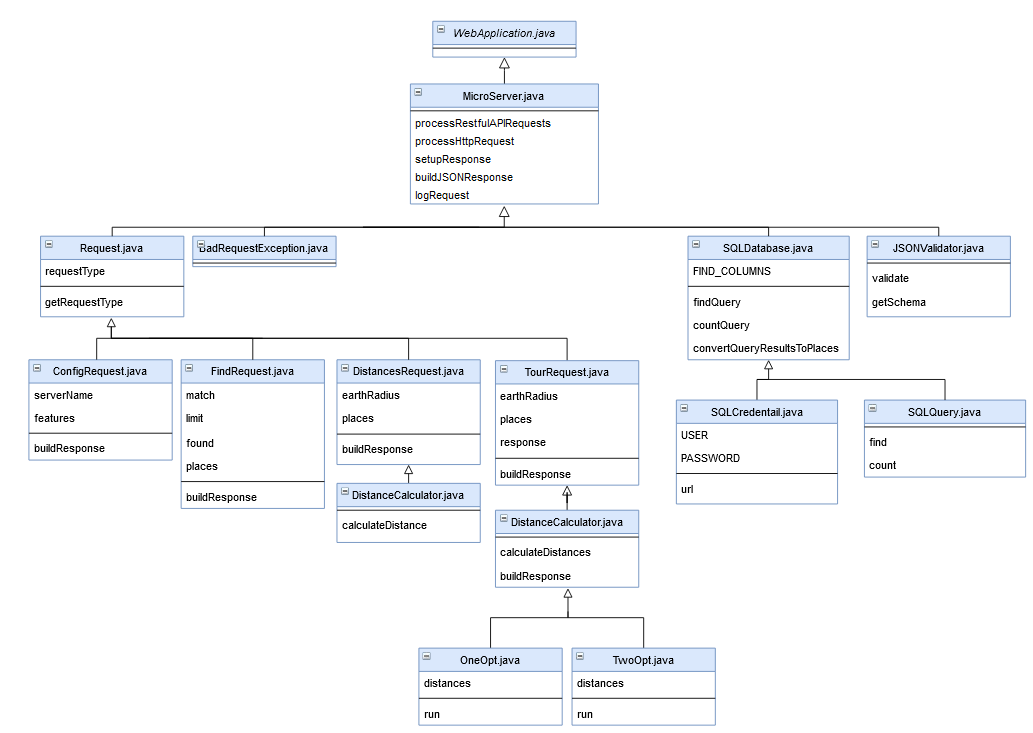 WebApplication.java
MicroServer.java
processRestfulAPIRequests
processHttpRequest
setupResponse
buildJSONResponse
logRequest
Request.java
requestType
getRequestType
BadRequestException.java
SQLDatabase.java
FIND_COLUMNS
findQuery
countQuery
convertQueryResultsToPlaces
JSONValidator.java
validate
getSchema
ConfigRequest.java
serverName
features
buildResponse
FindRequest.java
match
limit
found
places
buildResponse
DistancesRequest.java
earthRadius
places
buildResponse
TourRequest.java
earthRadius
places
response
buildResponse
SQLCredentail.java
USER
PASSWORD
url
SQLQuery.java
find
count
DistanceCalculator.java
calculateDistance
DistanceCalculator.java
calculateDistances
buildResponse
OneOpt.java
distances
run
TwoOpt.java
distances
run